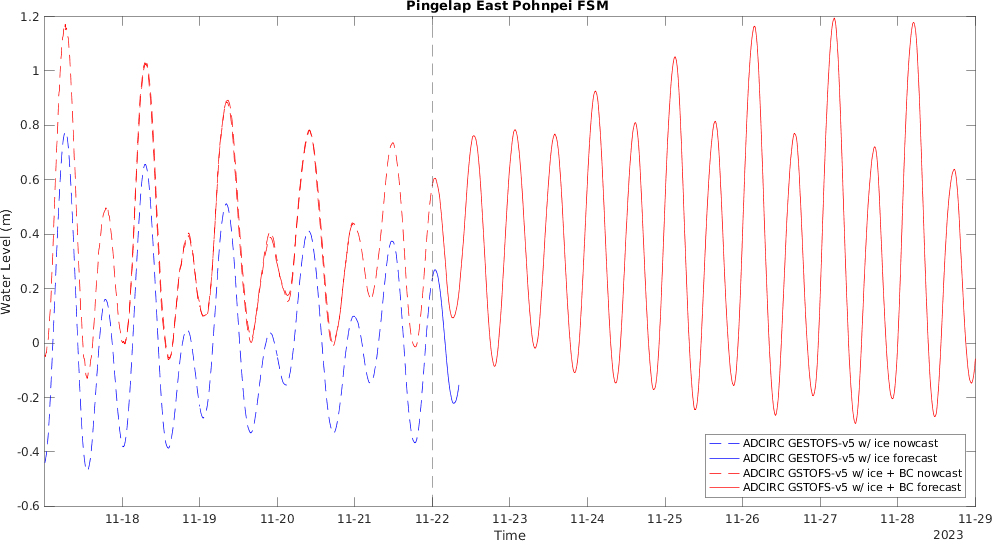 Pingelap East Pohnpei FSM
1.2
1
0.8
0.6
0.4
0.2
0
-0.2
-0.4
-0.6
Water Level (m)
ADCIRC GESTOFS-v5 w/ ice nowcast
ADCIRC GESTOFS-v5 w/ ice forecast
ADCIRC GSTOFS-v5 w/ ice + BC nowcast
ADCIRC GSTOFS-v5 w/ ice + BC forecast
11-18 11-19 11-20 11-21 11-22 11-23 11-24 11-25 11-26 11-27 11-28 11-29
Time
2023